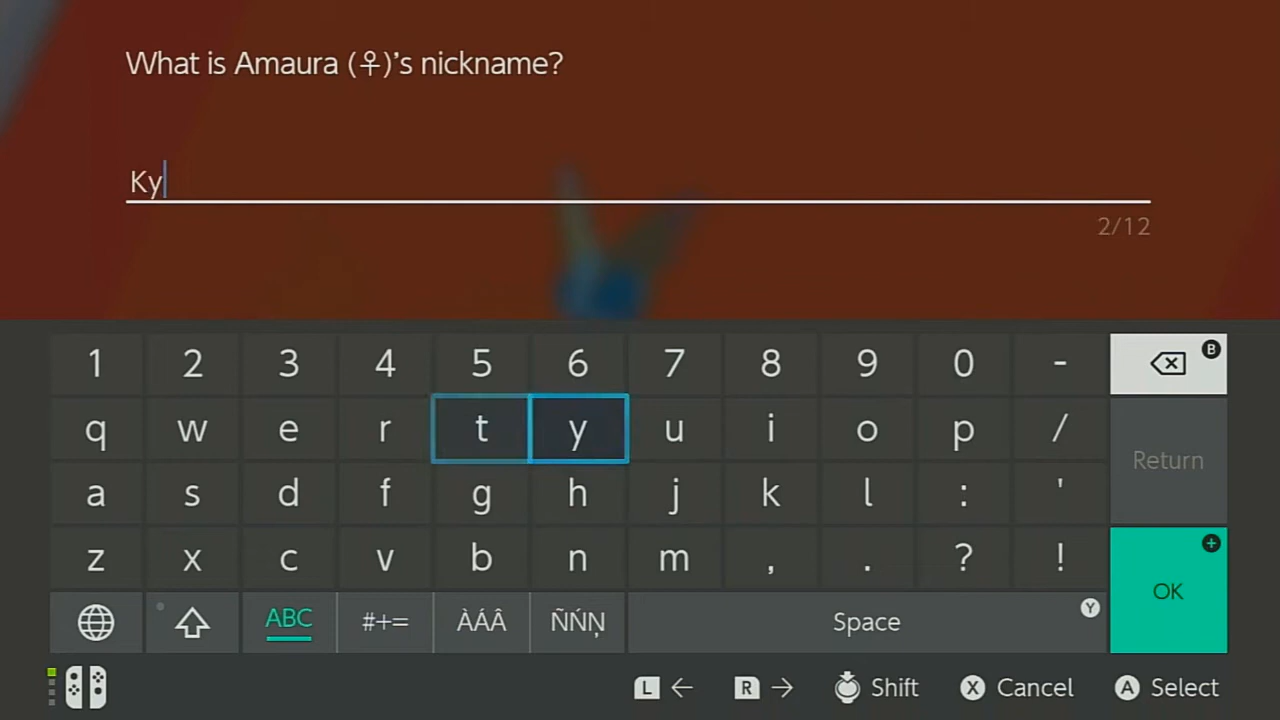 What is Amaura (♀)'s nickname?
Ky
2/12
1 2 3 4 5 6 7 8 9 0 - B
q w e r t y u i o p /
Return
a s d f g h j k l : '
z x c v b n m , . ? ! +
OK
ABC #+= ÀÁÂ ÑŃŅ Space Y
L ← R → Shift X Cancel A Select